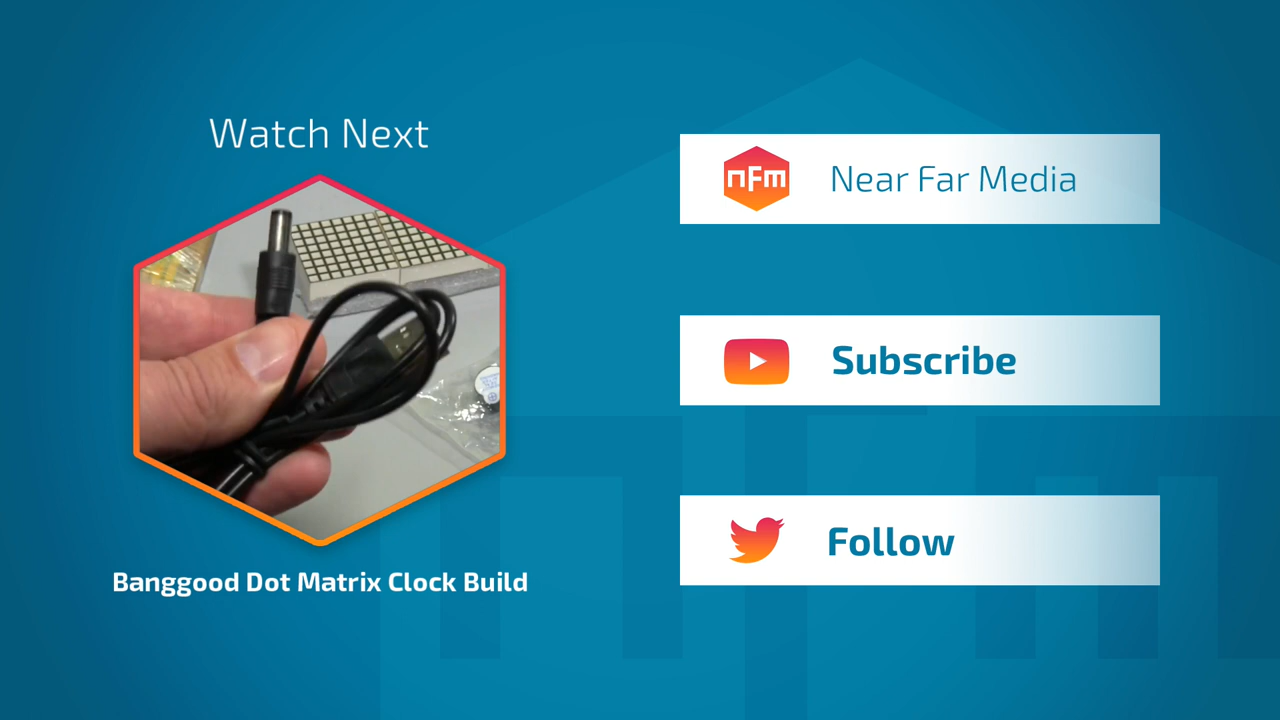 Watch Next
Banggood Dot Matrix Clock Build
nFm
Near Far Media
Subscribe
Follow